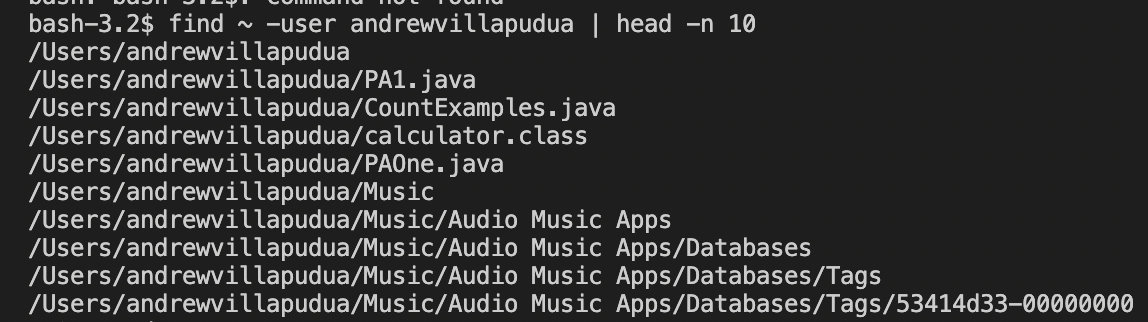 bash: bash-3.2$: command not found
bash-3.2$ find ~ -user andrewvillapudua | head -n 10
/Users/andrewvillapudua
/Users/andrewvillapudua/PA1.java
/Users/andrewvillapudua/CountExamples.java
/Users/andrewvillapudua/calculator.class
/Users/andrewvillapudua/PAOne.java
/Users/andrewvillapudua/Music
/Users/andrewvillapudua/Music/Audio Music Apps
/Users/andrewvillapudua/Music/Audio Music Apps/Databases
/Users/andrewvillapudua/Music/Audio Music Apps/Databases/Tags
/Users/andrewvillapudua/Music/Audio Music Apps/Databases/Tags/53414d33-00000000